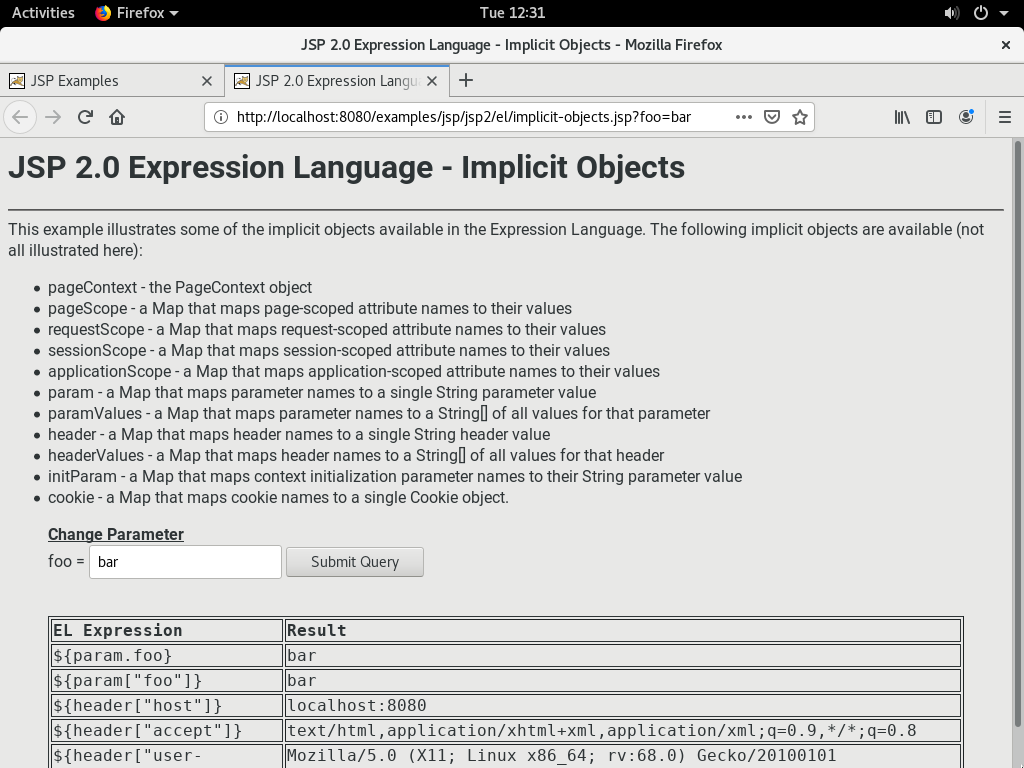 Activities Firefox Tue 12:31
JSP 2.0 Expression Language - Implicit Objects - Mozilla Firefox
JSP Examples JSP 2.0 Expression Langu
http://localhost:8080/examples/jsp/jsp2/el/implicit-objects.jsp?foo=bar
JSP 2.0 Expression Language - Implicit Objects
This example illustrates some of the implicit objects available in the Expression Language. The following implicit objects are available (not
all illustrated here):
• pageContext - the PageContext object
• pageScope - a Map that maps page-scoped attribute names to their values
• requestScope - a Map that maps request-scoped attribute names to their values
• sessionScope - a Map that maps session-scoped attribute names to their values
• applicationScope - a Map that maps application-scoped attribute names to their values
• param - a Map that maps parameter names to a single String parameter value
• paramValues - a Map that maps parameter names to a String[] of all values for that parameter
• header - a Map that maps header names to a single String header value
• headerValues - a Map that maps header names to a String[] of all values for that header
• initParam - a Map that maps context initialization parameter names to their String parameter value
• cookie - a Map that maps cookie names to a single Cookie object.
Change Parameter
foo = bar Submit Query
EL Expression Result
${param.foo} bar
${param["foo"]} bar
${header["host"]} localhost:8080
${header["accept"]} text/html,application/xhtml+xml,application/xml;q=0.9,*/*;q=0.8
${header["user- Mozilla/5.0 (X11; Linux x86_64; rv:68.0) Gecko/20100101